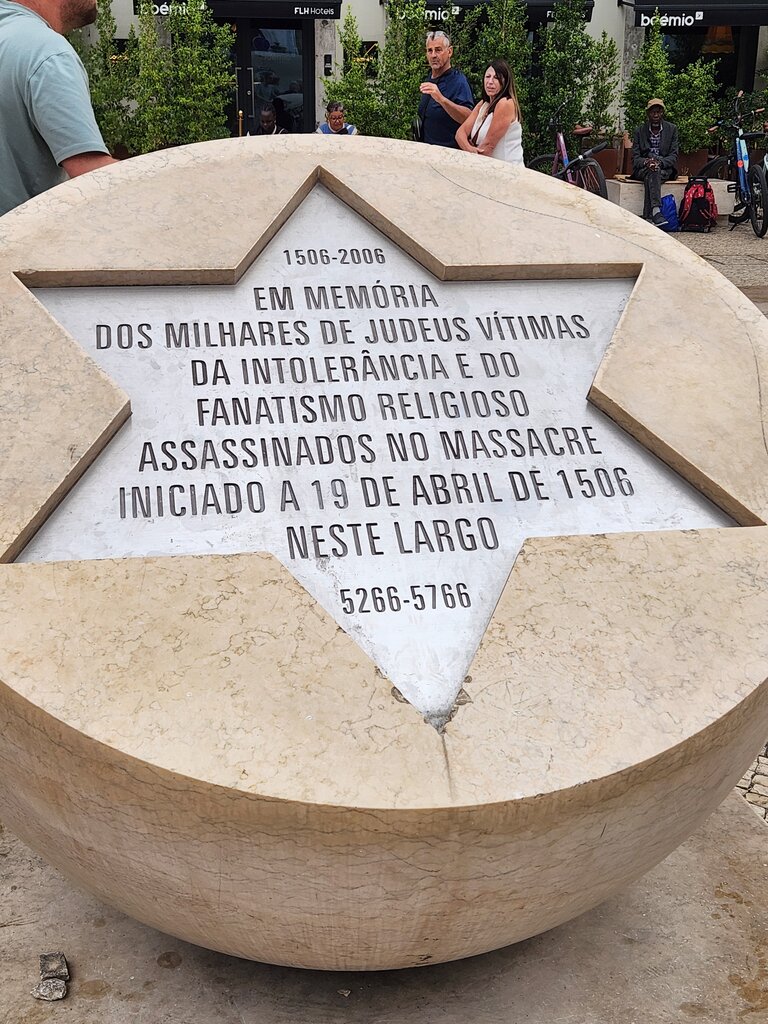 boémio
FLH Hotels
boémio
boémio
1506-2006
EM MEMÓRIA
DOS MILHARES DE JUDEUS VÍTIMAS
DA INTOLERÂNCIA E DO
FANATISMO RELIGIOSO
ASSASSINADOS NO MASSACRE
INICIADO A 19 DE ABRIL DE 1506
NESTE LARGO
5266-5766